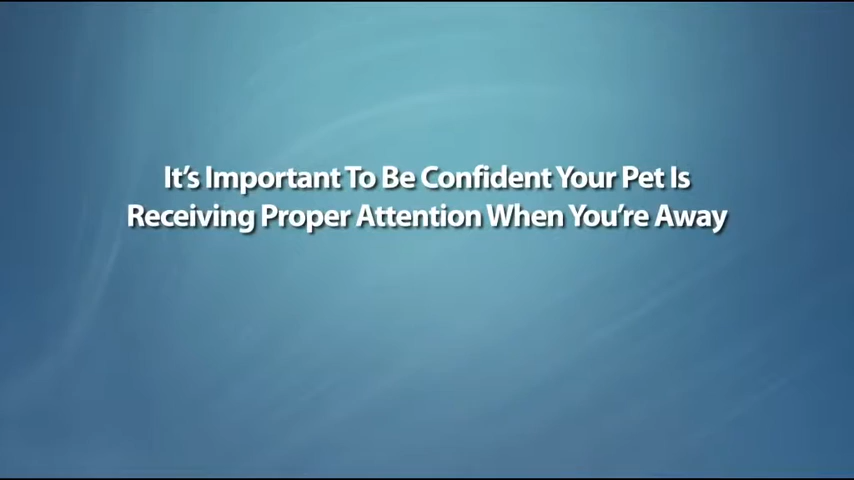 It’s Important To Be Confident Your Pet Is
Receiving Proper Attention When You’re Away